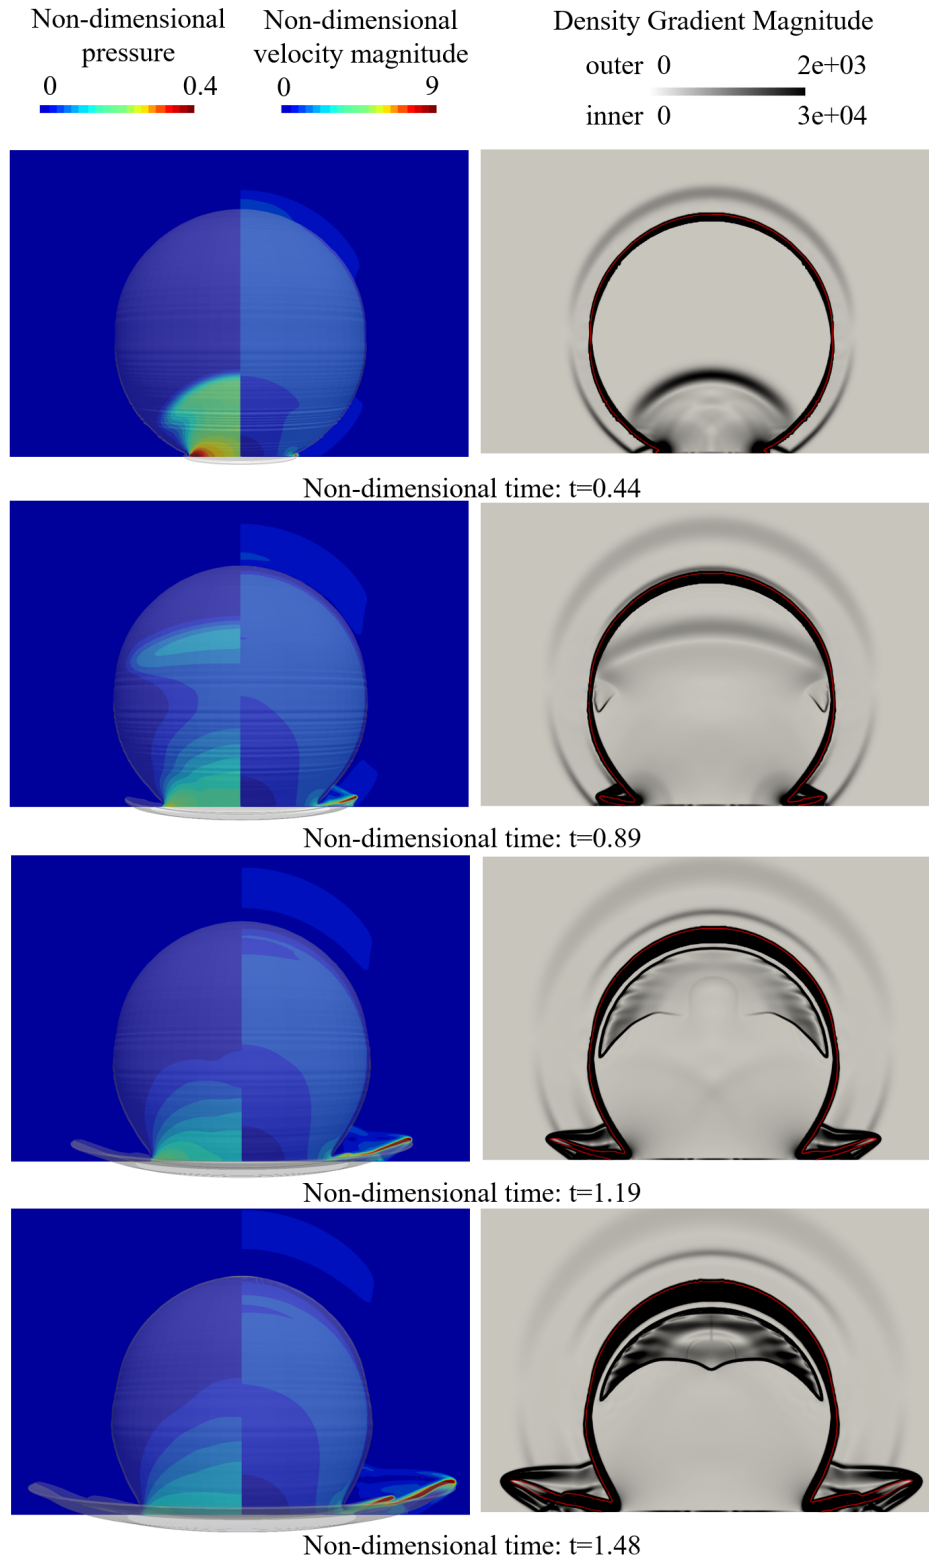 Non-dimensional
pressure
0 0.4
Non-dimensional
velocity magnitude
0 9
Density Gradient Magnitude
outer 0 2e+03
inner 0 3e+04
Non-dimensional time: t=0.44
Non-dimensional time: t=0.89
Non-dimensional time: t=1.19
Non-dimensional time: t=1.48